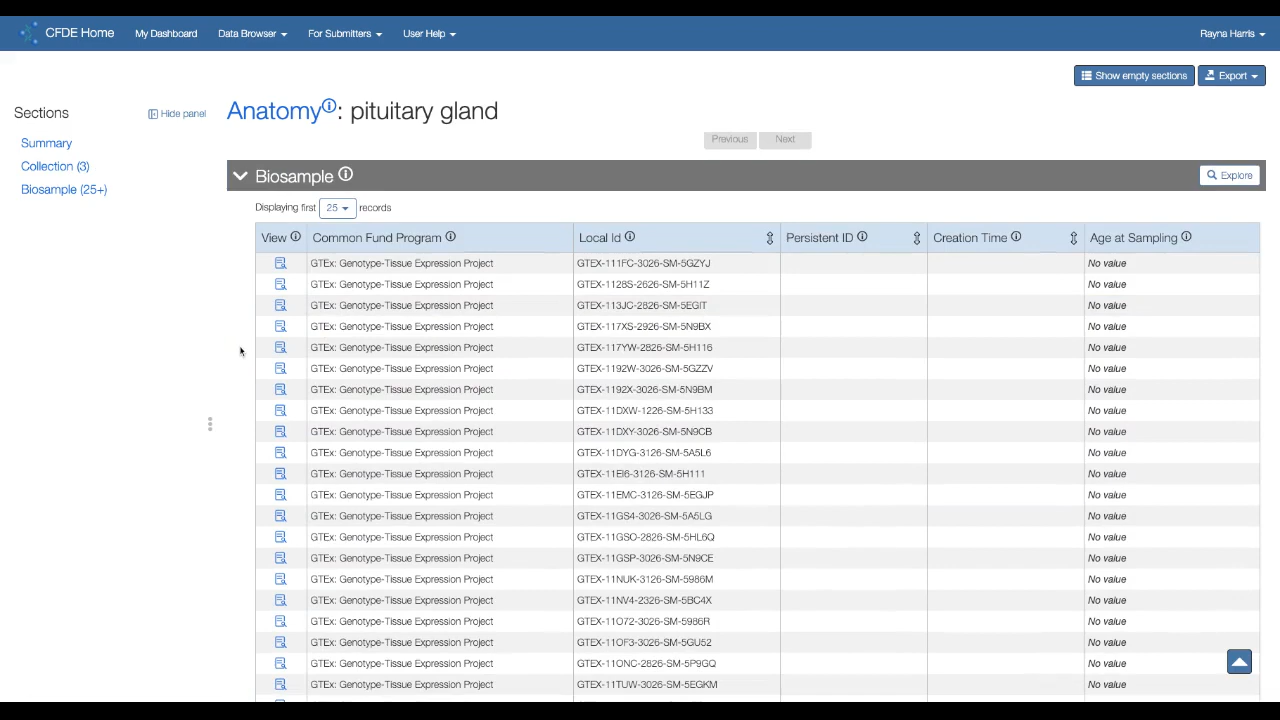 CFDE Home My Dashboard Data Browser For Submitters User Help Rayna Harris
Show empty sections Export
Sections Hide panel
Anatomy: pituitary gland
Summary
Collection (3)
Biosample (25+)
Previous Next
Biosample Explore
Displaying first 25 records
View Common Fund Program Local Id Persistent ID Creation Time Age at Sampling
GTEx: Genotype-Tissue Expression Project GTEX-111FC-3026-SM-5GZYJ No value
GTEx: Genotype-Tissue Expression Project GTEX-1128S-2626-SM-5H11Z No value
GTEx: Genotype-Tissue Expression Project GTEX-113JC-2826-SM-5EGIT No value
GTEx: Genotype-Tissue Expression Project GTEX-117XS-2926-SM-5N9BX No value
GTEx: Genotype-Tissue Expression Project GTEX-117YW-2826-SM-5H116 No value
GTEx: Genotype-Tissue Expression Project GTEX-1192W-3026-SM-5GZZV No value
GTEx: Genotype-Tissue Expression Project GTEX-1192X-3026-SM-5N9BM No value
GTEx: Genotype-Tissue Expression Project GTEX-11DXW-1226-SM-5H133 No value
GTEx: Genotype-Tissue Expression Project GTEX-11DXY-3026-SM-5N9CB No value
GTEx: Genotype-Tissue Expression Project GTEX-11DYG-3126-SM-5A5L6 No value
GTEx: Genotype-Tissue Expression Project GTEX-11EI6-3126-SM-5H111 No value
GTEx: Genotype-Tissue Expression Project GTEX-11EMC-3126-SM-5EGJP No value
GTEx: Genotype-Tissue Expression Project GTEX-11GS4-3026-SM-5A5LG No value
GTEx: Genotype-Tissue Expression Project GTEX-11GSO-2826-SM-5HL6Q No value
GTEx: Genotype-Tissue Expression Project GTEX-11GSP-3026-SM-5N9CE No value
GTEx: Genotype-Tissue Expression Project GTEX-11NUK-3126-SM-5986M No value
GTEx: Genotype-Tissue Expression Project GTEX-11NV4-2326-SM-5BC4X No value
GTEx: Genotype-Tissue Expression Project GTEX-11O72-3026-SM-5986R No value
GTEx: Genotype-Tissue Expression Project GTEX-11OF3-3026-SM-5GU52 No value
GTEx: Genotype-Tissue Expression Project GTEX-11ONC-2826-SM-5P9GQ No value
GTEx: Genotype-Tissue Expression Project GTEX-11TUW-3026-SM-5EGKM No value